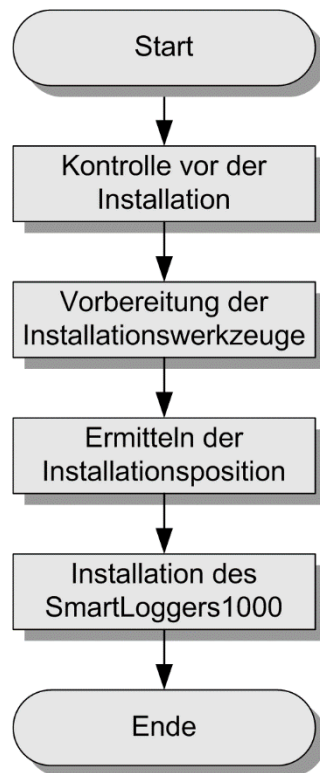 Start
Kontrolle vor der
Installation
Vorbereitung der
Installationswerkzeuge
Ermitteln der
Installationsposition
Installation des
SmartLoggers1000
Ende